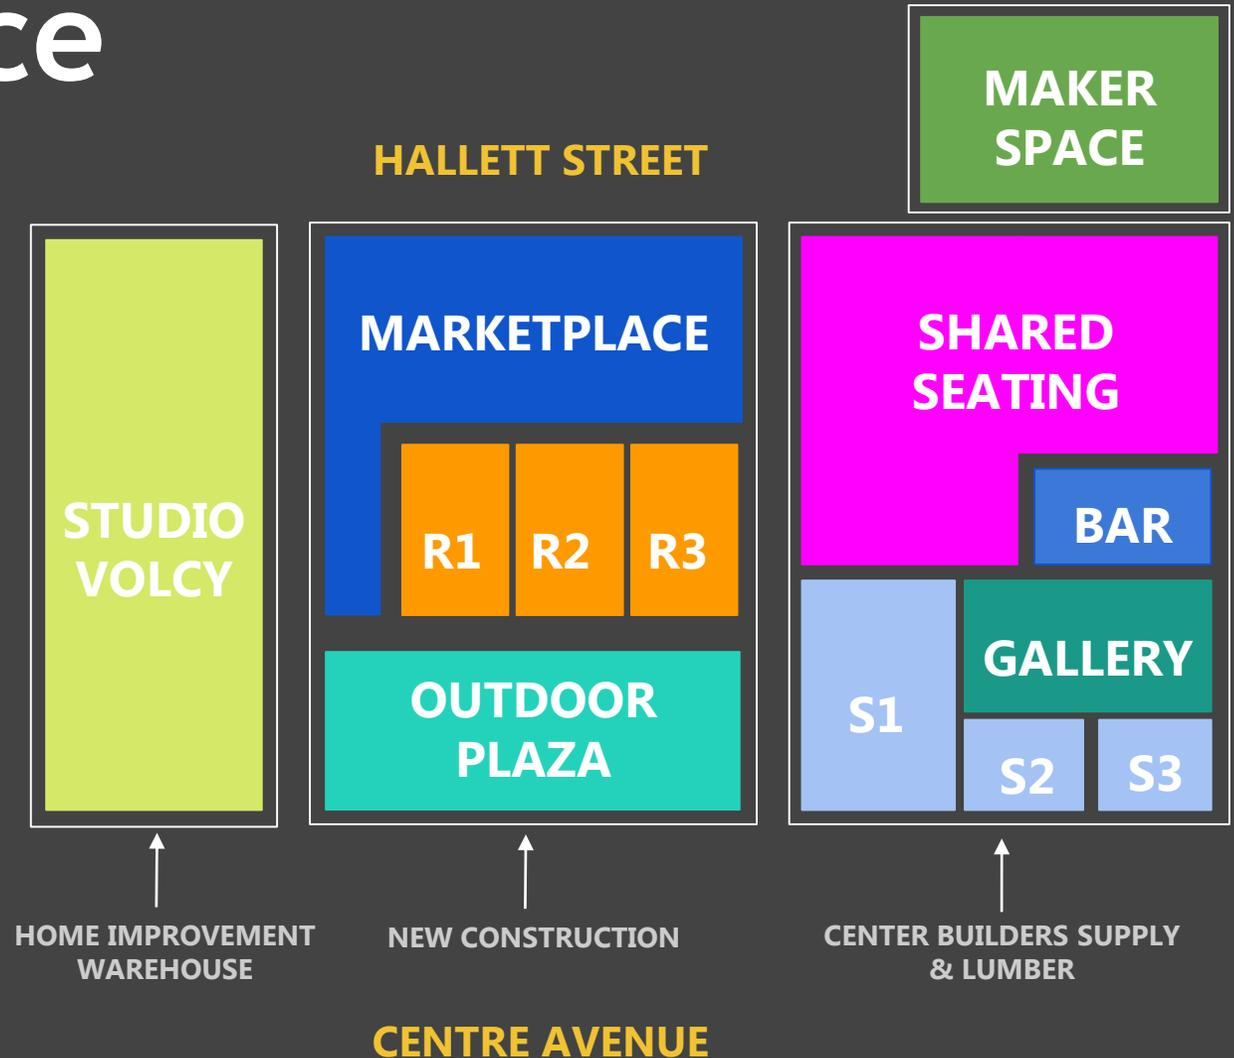 ce
MAKER
SPACE
HALLETT STREET
MARKETPLACE
SHARED
SEATING
STUDIO
VOLCY
R1
R2
R3
BAR
OUTDOOR
PLAZA
GALLERY
S1
S2
S3
HOME IMPROVEMENT
WAREHOUSE
NEW CONSTRUCTION
CENTER BUILDERS SUPPLY
& LUMBER
CENTRE AVENUE